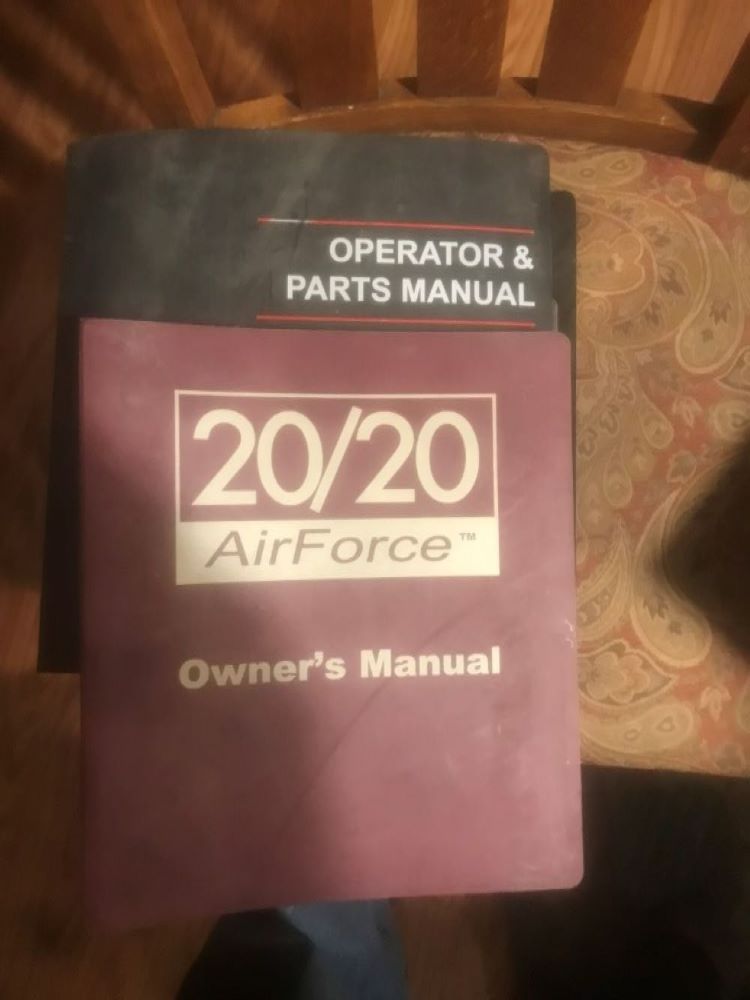 OPERATOR &
PARTS MANUAL
20/20
AirForce™
Owner's Manual